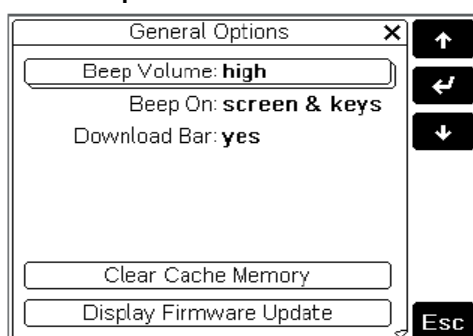 General Options
Beep Volume: high
Beep On: screen & keys
Download Bar: yes
Clear Cache Memory
Display Firmware Update
Esc